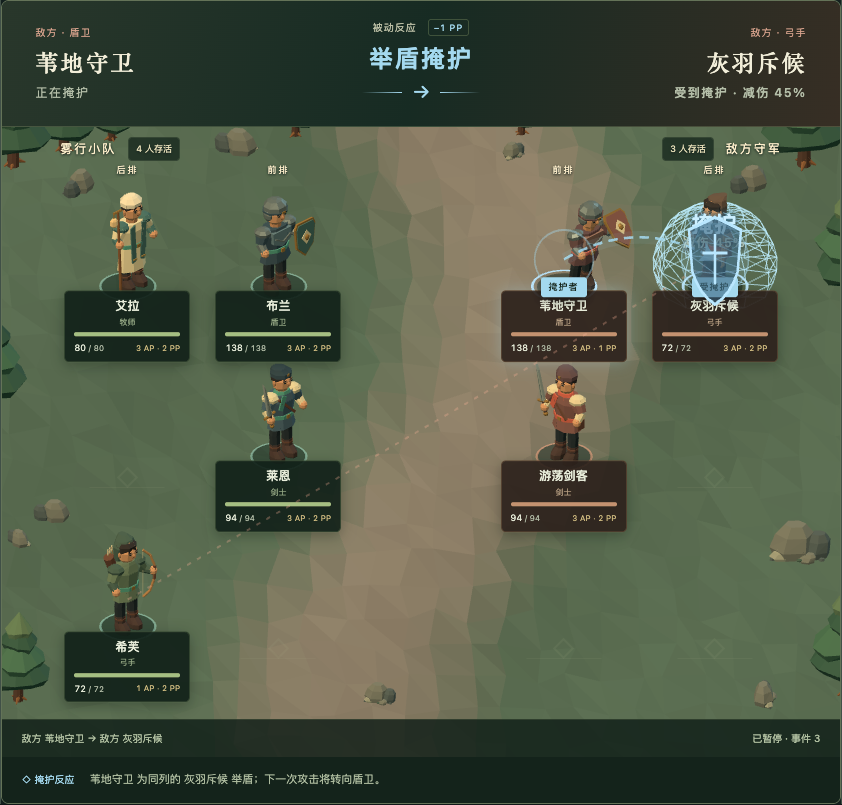 敌方 · 盾卫
苇地守卫
正在掩护
被动反应 −1 PP
举盾掩护
敌方 · 弓手
灰羽斥候
受到掩护 · 减伤 45%
雾行小队 4 人存活
3 人存活 敌方守军
后排
前排
前排
后排
艾拉
牧师
80 / 80 3 AP · 2 PP
布兰
盾卫
138 / 138 3 AP · 2 PP
掩护者
苇地守卫
盾卫
138 / 138 3 AP · 1 PP
灰羽斥候
弓手
72 / 72 3 AP · 2 PP
莱恩
剑士
94 / 94 3 AP · 2 PP
游荡剑客
剑士
94 / 94 3 AP · 2 PP
希芙
弓手
72 / 72 1 AP · 2 PP
敌方 苇地守卫 → 敌方 灰羽斥候
已暂停 · 事件 3
◇ 掩护反应 苇地守卫 为同列的 灰羽斥候 举盾；下一次攻击将转向盾卫。